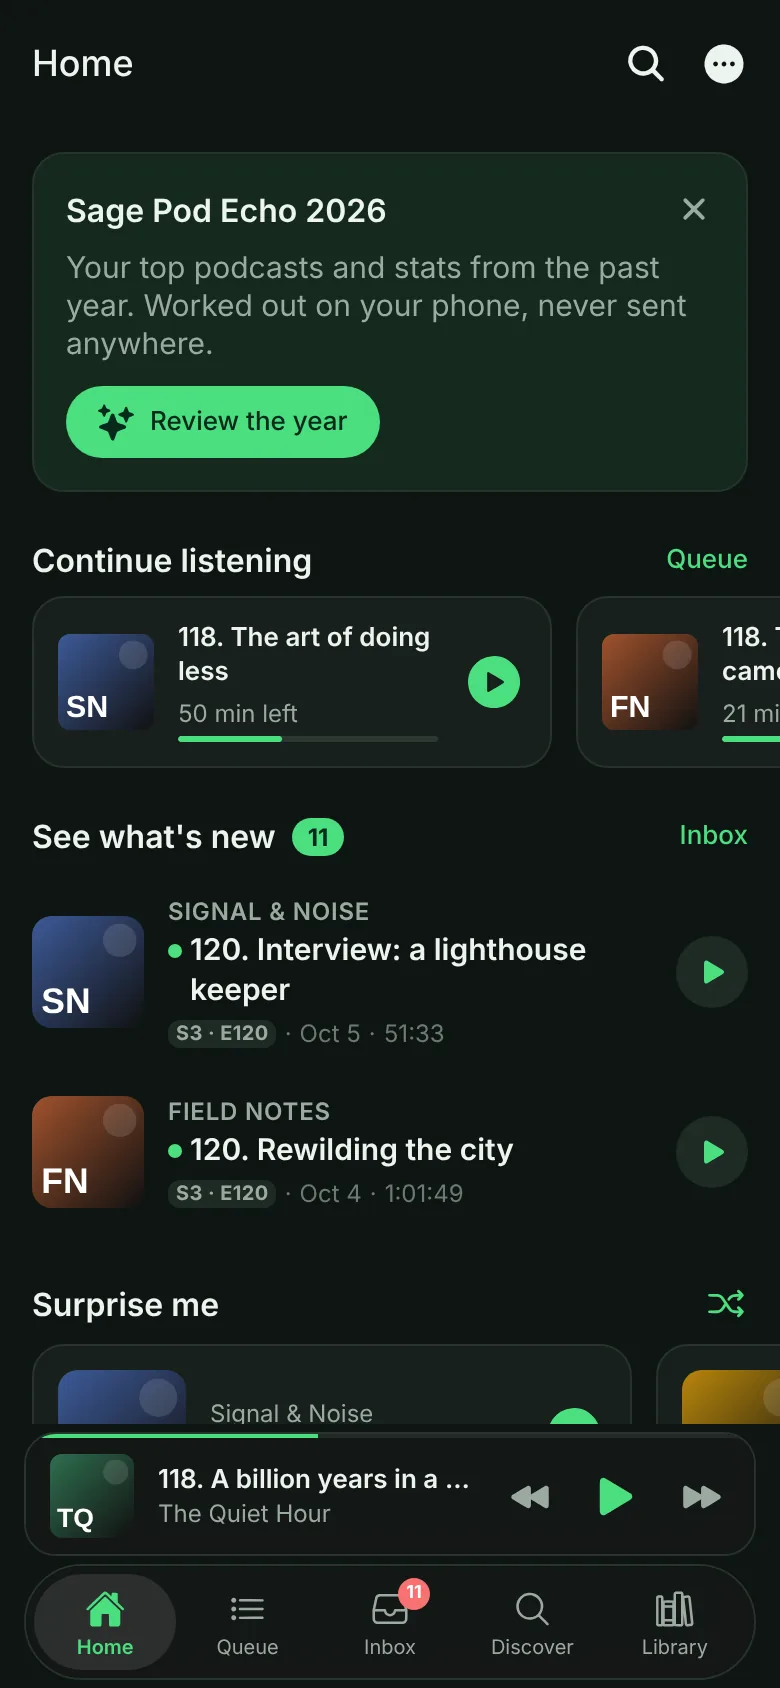 Home
Sage Pod Echo 2026
Your top podcasts and stats from the past
year. Worked out on your phone, never sent
anywhere.
Review the year
Continue listening
Queue
SN
118. The art of doing
less
50 min left
FN
118.
21
See what's new
11
Inbox
SN
SIGNAL & NOISE
120. Interview: a lighthouse
keeper
S3 · E120 · Oct 5 · 51:33
FN
FIELD NOTES
120. Rewilding the city
S3 · E120 · Oct 4 · 1:01:49
Surprise me
Signal & Noise
TQ
118. A billion years in a ...
The Quiet Hour
11
Home
Queue
Inbox
Discover
Library